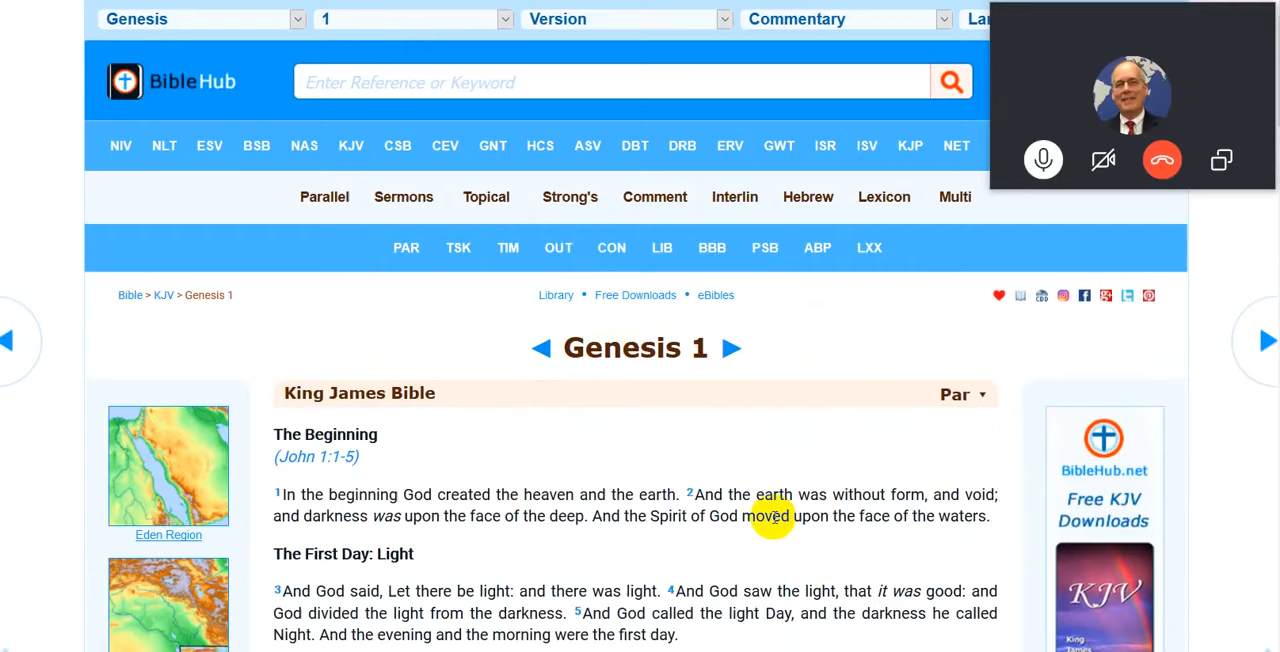 Genesis 1 Version Commentary
BibleHub Enter Reference or Keyword
NIV NLT ESV BSB NAS KJV CSB CEV GNT HCS ASV DBT DRB ERV GWT ISR ISV KJP NET
Parallel Sermons Topical Strong's Comment Interlin Hebrew Lexicon Multi
PAR TSK TIM OUT CON LIB BBB PSB ABP LXX
Bible > KJV > Genesis 1
Library • Free Downloads • eBibles
◄ Genesis 1 ►
King James Bible Par ▼
The Beginning
(John 1:1-5)
1In the beginning God created the heaven and the earth. 2And the earth was without form, and void;
and darkness was upon the face of the deep. And the Spirit of God moved upon the face of the waters.
The First Day: Light
3And God said, Let there be light: and there was light. 4And God saw the light, that it was good: and
God divided the light from the darkness. 5And God called the light Day, and the darkness he called
Night. And the evening and the morning were the first day.
Eden Region
BibleHub.net
Free KJV
Downloads
KJV
King